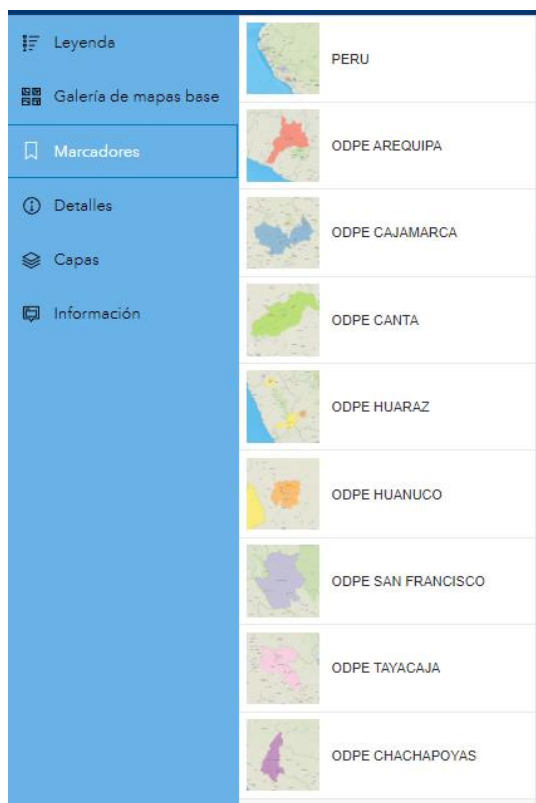 Leyenda
Galería de mapas base
Marcadores
Detalles
Capas
Información
PERU
ODPE AREQUIPA
ODPE CAJAMARCA
ODPE CANTA
ODPE HUARAZ
ODPE HUANUCO
ODPE SAN FRANCISCO
ODPE TAYACAJA
ODPE CHACHAPOYAS